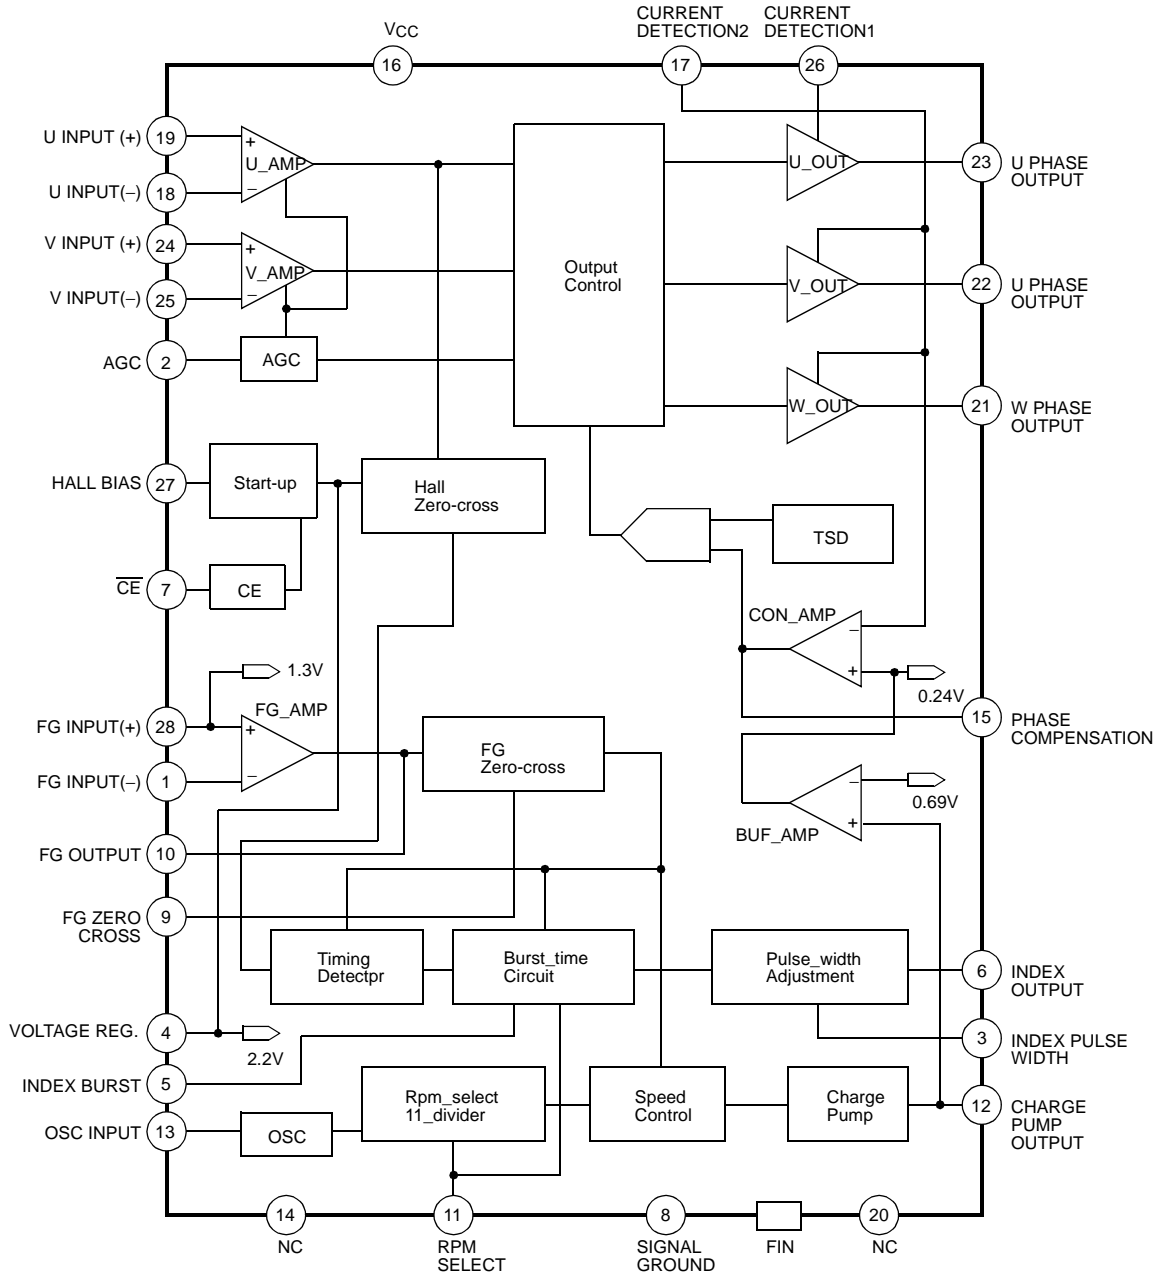 CURRENT
DETECTION2
CURRENT
DETECTION1
VCC
16
17
26
U INPUT (+)
19
+
U_AMP
−
U INPUT(−)
18
V INPUT (+)
24
+
V_AMP
−
V INPUT(−)
25
AGC
2
AGC
Output
Control
U_OUT
23
U PHASE
OUTPUT
V_OUT
22
U PHASE
OUTPUT
W_OUT
21
W PHASE
OUTPUT
HALL BIAS
27
Start-up
Hall
Zero-cross
TSD
CE
7
CE
CON_AMP
−
+
0.24V
1.3V
FG INPUT(+)
28
FG_AMP
+
−
FG INPUT(−)
1
FG
Zero-cross
15
PHASE
COMPENSATION
−
0.69V
+
BUF_AMP
FG OUTPUT
10
FG ZERO
CROSS
9
Timing
Detectpr
Burst_time
Circuit
Pulse_width
Adjustment
6
INDEX
OUTPUT
VOLTAGE REG.
4
2.2V
3
INDEX PULSE
WIDTH
INDEX BURST
5
Rpm_select
11_divider
Speed
Control
Charge
Pump
12
CHARGE
PUMP
OUTPUT
OSC INPUT
13
OSC
14
NC
11
RPM
SELECT
8
SIGNAL
GROUND
FIN
20
NC